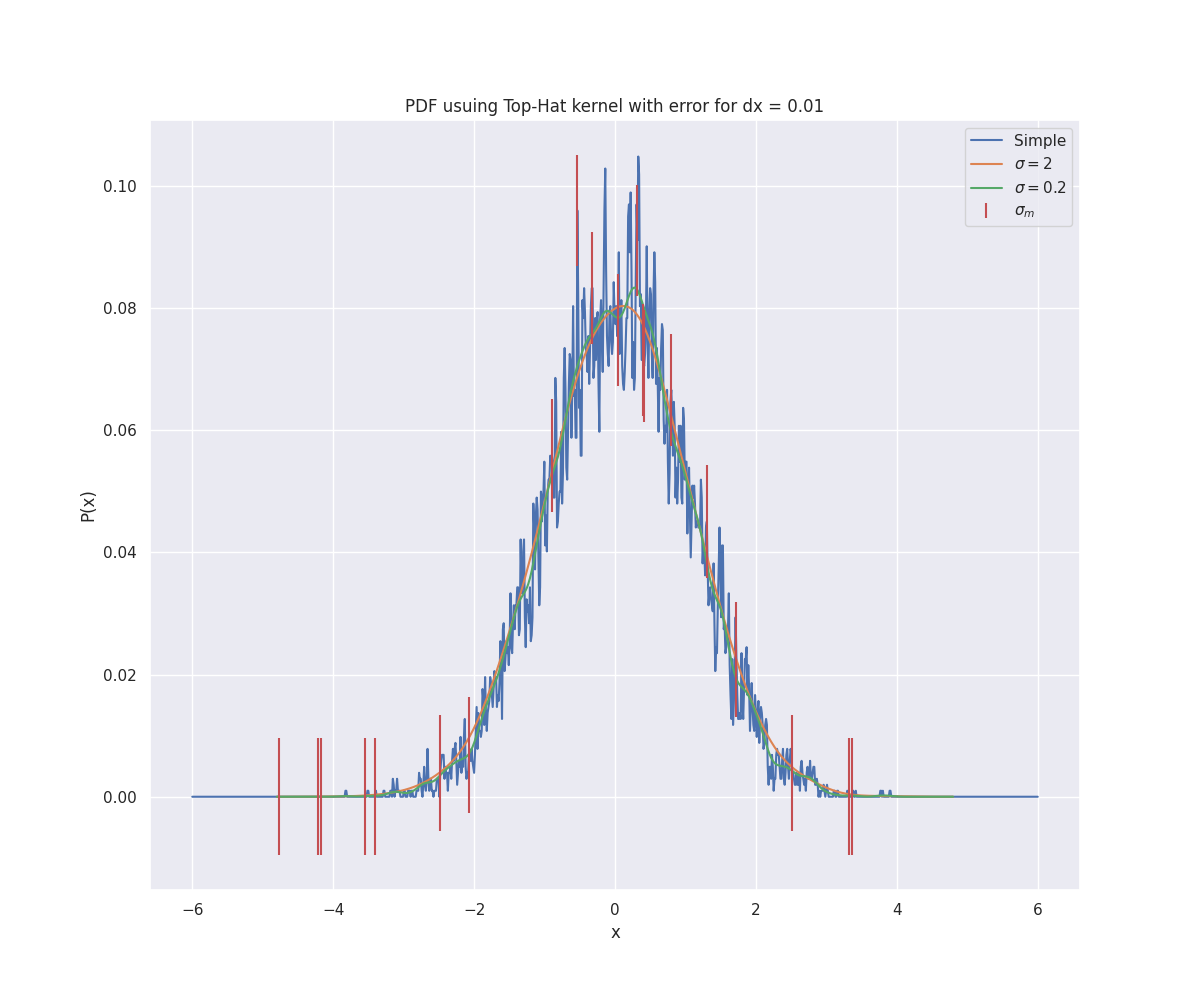 PDF usuing Top-Hat kernel with error for dx = 0.01
Simple
σ = 2
σ = 0.2
σm
0.10
0.08
0.06
0.04
0.02
0.00
P(x)
−6 −4 −2 0 2 4 6
x